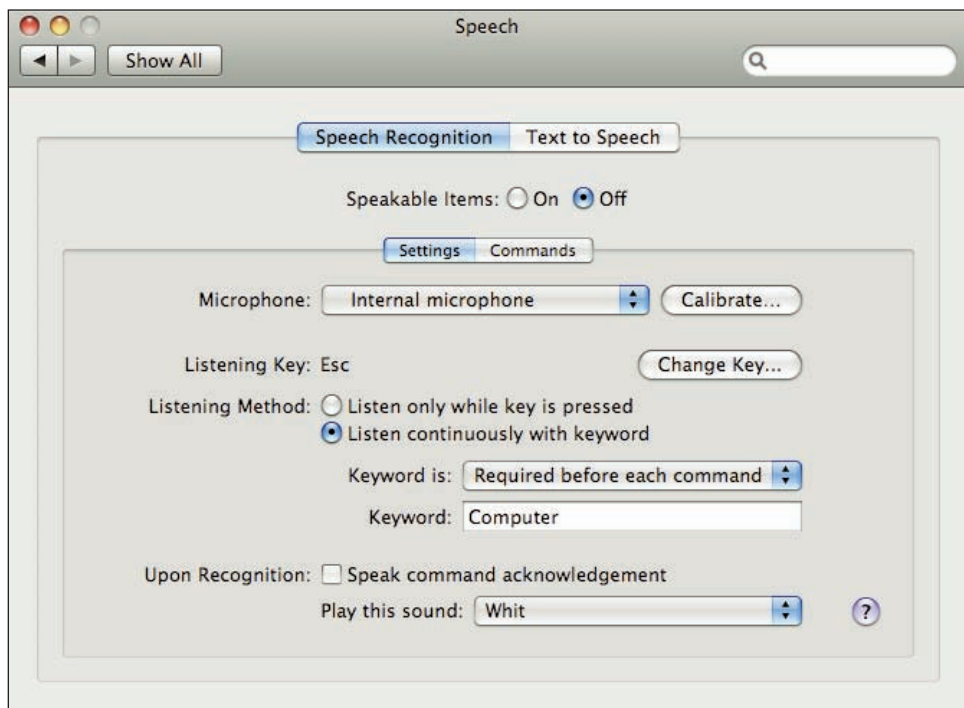 Speech
Show All
Speech Recognition Text to Speech
Speakable Items: On Off
Settings Commands
Microphone: Internal microphone Calibrate...
Listening Key: Esc Change Key...
Listening Method: Listen only while key is pressed
Listen continuously with keyword
Keyword is: Required before each command
Keyword: Computer
Upon Recognition: Speak command acknowledgement
Play this sound: Whit ?